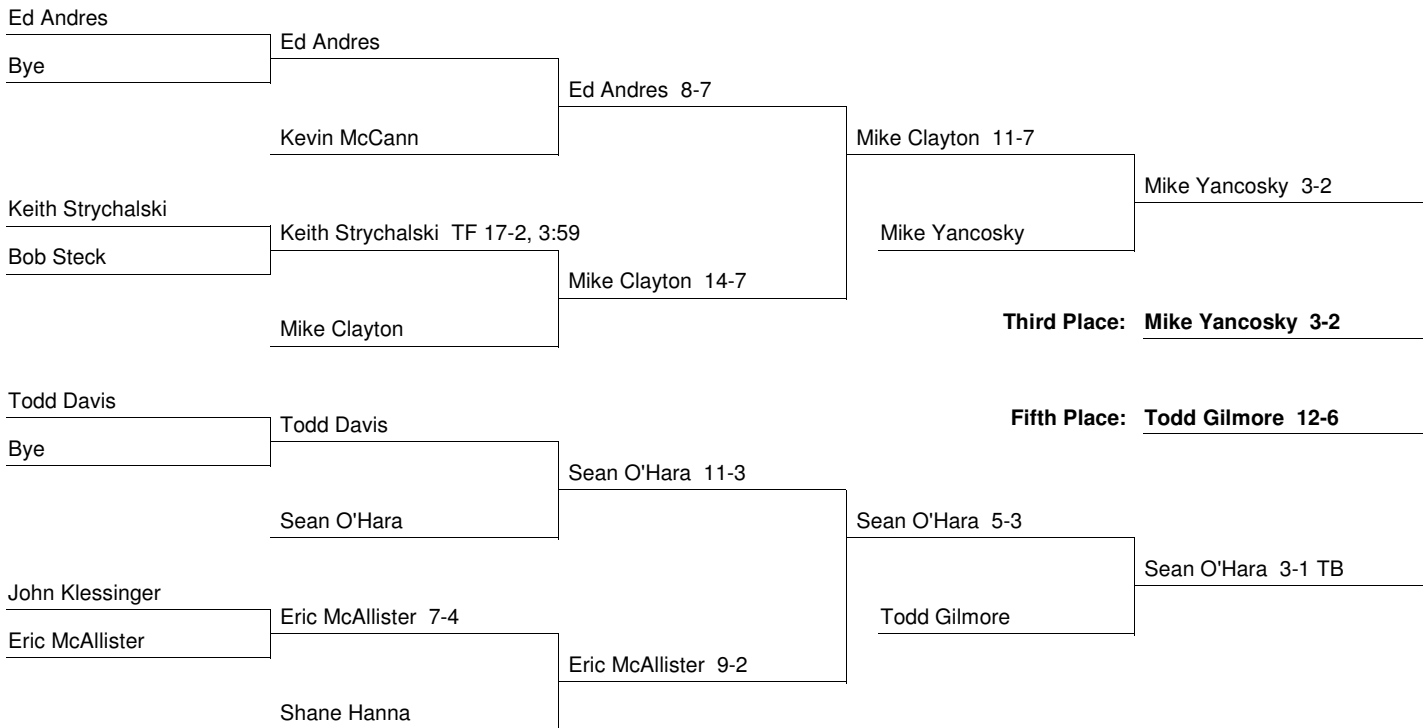 Ed Andres
Ed Andres
Bye
Ed Andres 8-7
Kevin McCann
Mike Clayton 11-7
Mike Yancosky 3-2
Keith Strychalski
Keith Strychalski TF 17-2, 3:59
Mike Yancosky
Bob Steck
Mike Clayton 14-7
Mike Clayton
Third Place: Mike Yancosky 3-2
Todd Davis
Todd Davis
Fifth Place: Todd Gilmore 12-6
Bye
Sean O'Hara 11-3
Sean O'Hara
Sean O'Hara 5-3
Sean O'Hara 3-1 TB
John Klessinger
Eric McAllister 7-4
Todd Gilmore
Eric McAllister
Eric McAllister 9-2
Shane Hanna